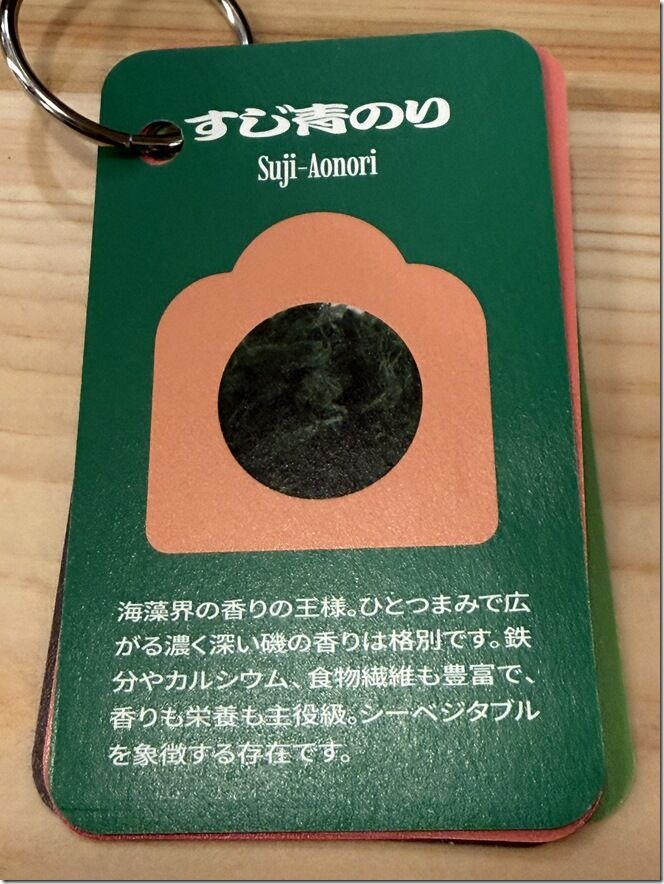 すじ青のり
Suji-Aonori
海藻界の香りの王様。ひとつまみで広
がる濃く深い磯の香りは格別です。鉄
分やカルシウム、食物繊維も豊富で、
香りも栄養も主役級。シーベジタブル
を象徴する存在です。